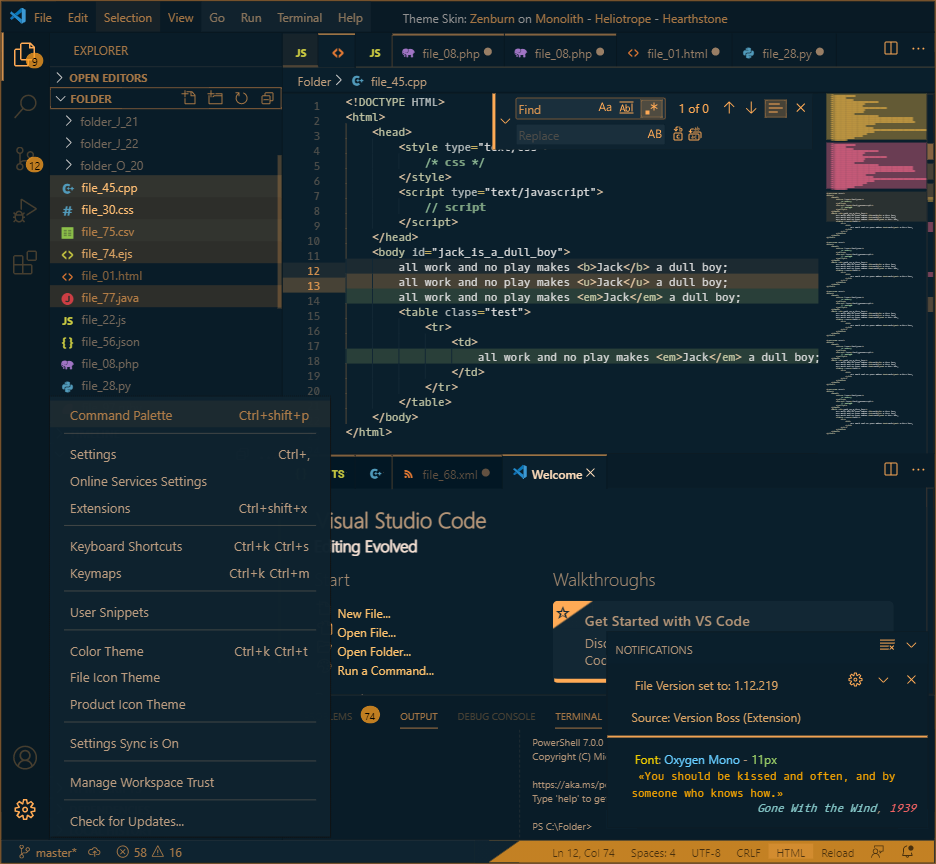 File Edit Selection View Go Run Terminal Help Theme Skin: Zenburn on Monolith - Heliotrope - Hearthstone
9
12
EXPLORER
OPEN EDITORS
FOLDER
folder_J_21
folder_J_22
folder_O_20
file_45.cpp
file_30.css
file_75.csv
file_74.ejs
file_01.html
file_77.java
file_22.js
file_56.json
file_08.php
file_28.py
JS JS file_08.php file_08.php file_01.html file_28.py
Folder > file_45.cpp
Find Aa Abl .* 1 of 0
Replace AB
1 <!DOCTYPE HTML>
2 <html>
3 <head>
4 <style type="text/css"
5 /* css */
6 </style>
7 <script type="text/javascript">
8 // script
9 </script>
10 </head>
11 <body id="jack_is_a_dull_boy">
12 all work and no play makes <b>Jack</b> a dull boy;
13 all work and no play makes <u>Jack</u> a dull boy;
14 all work and no play makes <em>Jack</em> a dull boy;
15 <table class="test">
16 <tr>
17 <td>
18 all work and no play makes <em>Jack</em> a dull boy;
19 </td>
20 </tr>
</table>
</body>
</html>
Command Palette Ctrl+shift+p
Settings Ctrl+,
Online Services Settings
Extensions Ctrl+shift+x
Keyboard Shortcuts Ctrl+k Ctrl+s
Keymaps Ctrl+k Ctrl+m
User Snippets
Color Theme Ctrl+k Ctrl+t
File Icon Theme
Product Icon Theme
Settings Sync is On
Manage Workspace Trust
Check for Updates...
TS file_68.xml Welcome
isual Studio Code
iting Evolved
art
New File...
Open File...
Open Folder...
Run a Command...
Walkthroughs
Get Started with VS Code
Disc
Coc
LEMS 74 OUTPUT DEBUG CONSOLE TERMINAL
PowerShell 7.0.0
Copyright (C) Mi
https://aka.ms/p
Type 'help' to ge
PS C:\Folder>
NOTIFICATIONS
File Version set to: 1.12.219
Source: Version Boss (Extension)
Font: Oxygen Mono - 11px
«You should be kissed and often, and by
someone who knows how.»
Gone With the Wind, 1939
master* 58 16 Ln 12, Col 74 Spaces: 4 UTF-8 CRLF HTML Reload